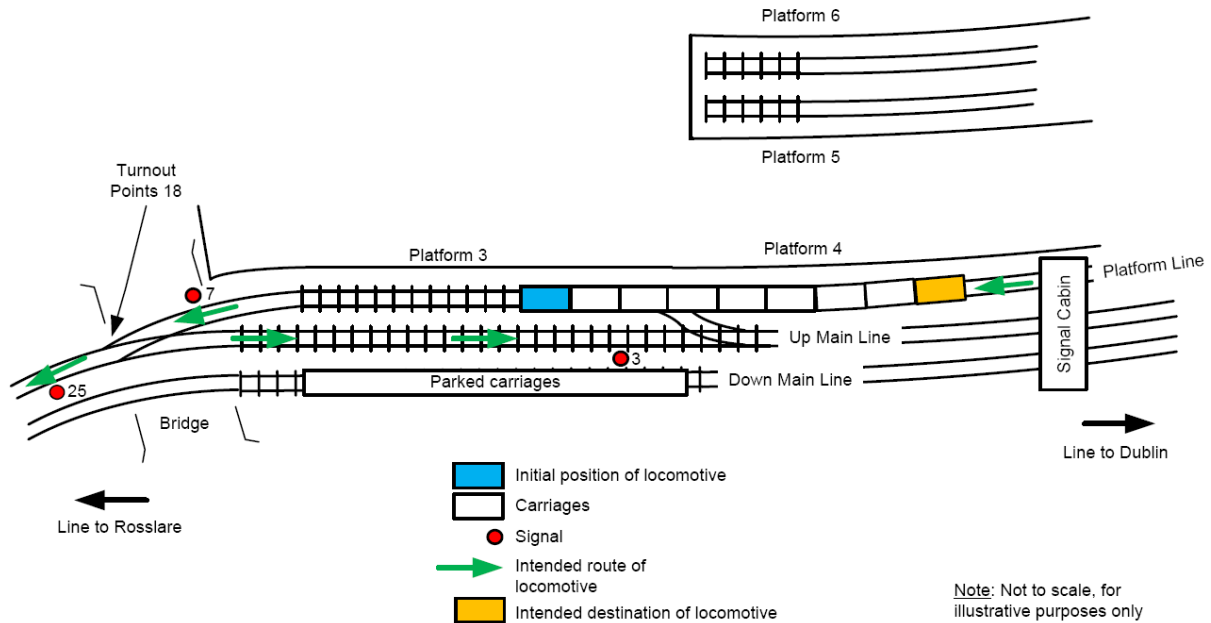 Platform 6
Platform 5
Turnout
Points 18
7
Platform 3
Platform 4
Platform Line
Signal Cabin
Up Main Line
3
25
Parked carriages
Down Main Line
Bridge
Line to Dublin
Line to Rosslare
Initial position of locomotive
Carriages
Signal
Intended route of
locomotive
Intended destination of locomotive
Note: Not to scale, for
illustrative purposes only